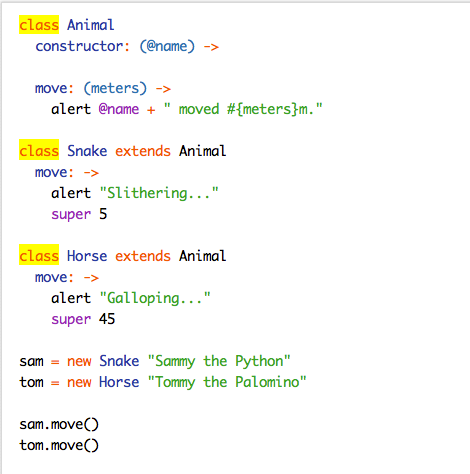 class Animal
  constructor: (@name) ->

  move: (meters) ->
    alert @name + " moved #{meters}m."

class Snake extends Animal
  move: ->
    alert "Slithering..."
    super 5

class Horse extends Animal
  move: ->
    alert "Galloping..."
    super 45

sam = new Snake "Sammy the Python"
tom = new Horse "Tommy the Palomino"

sam.move()
tom.move()